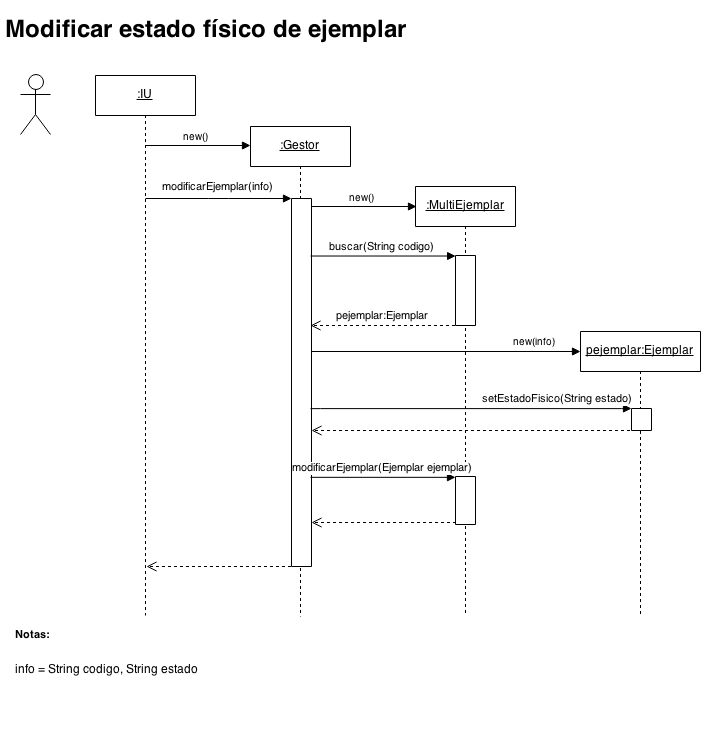 Modificar estado físico de ejemplar
:IU
new()
:Gestor
modificarEjemplar(info)
new()
:MultiEjemplar
buscar(String codigo)
pejemplar:Ejemplar
new(info)
pejemplar:Ejemplar
setEstadoFisico(String estado)
modificarEjemplar(Ejemplar ejemplar)
Notas:
info = String codigo, String estado